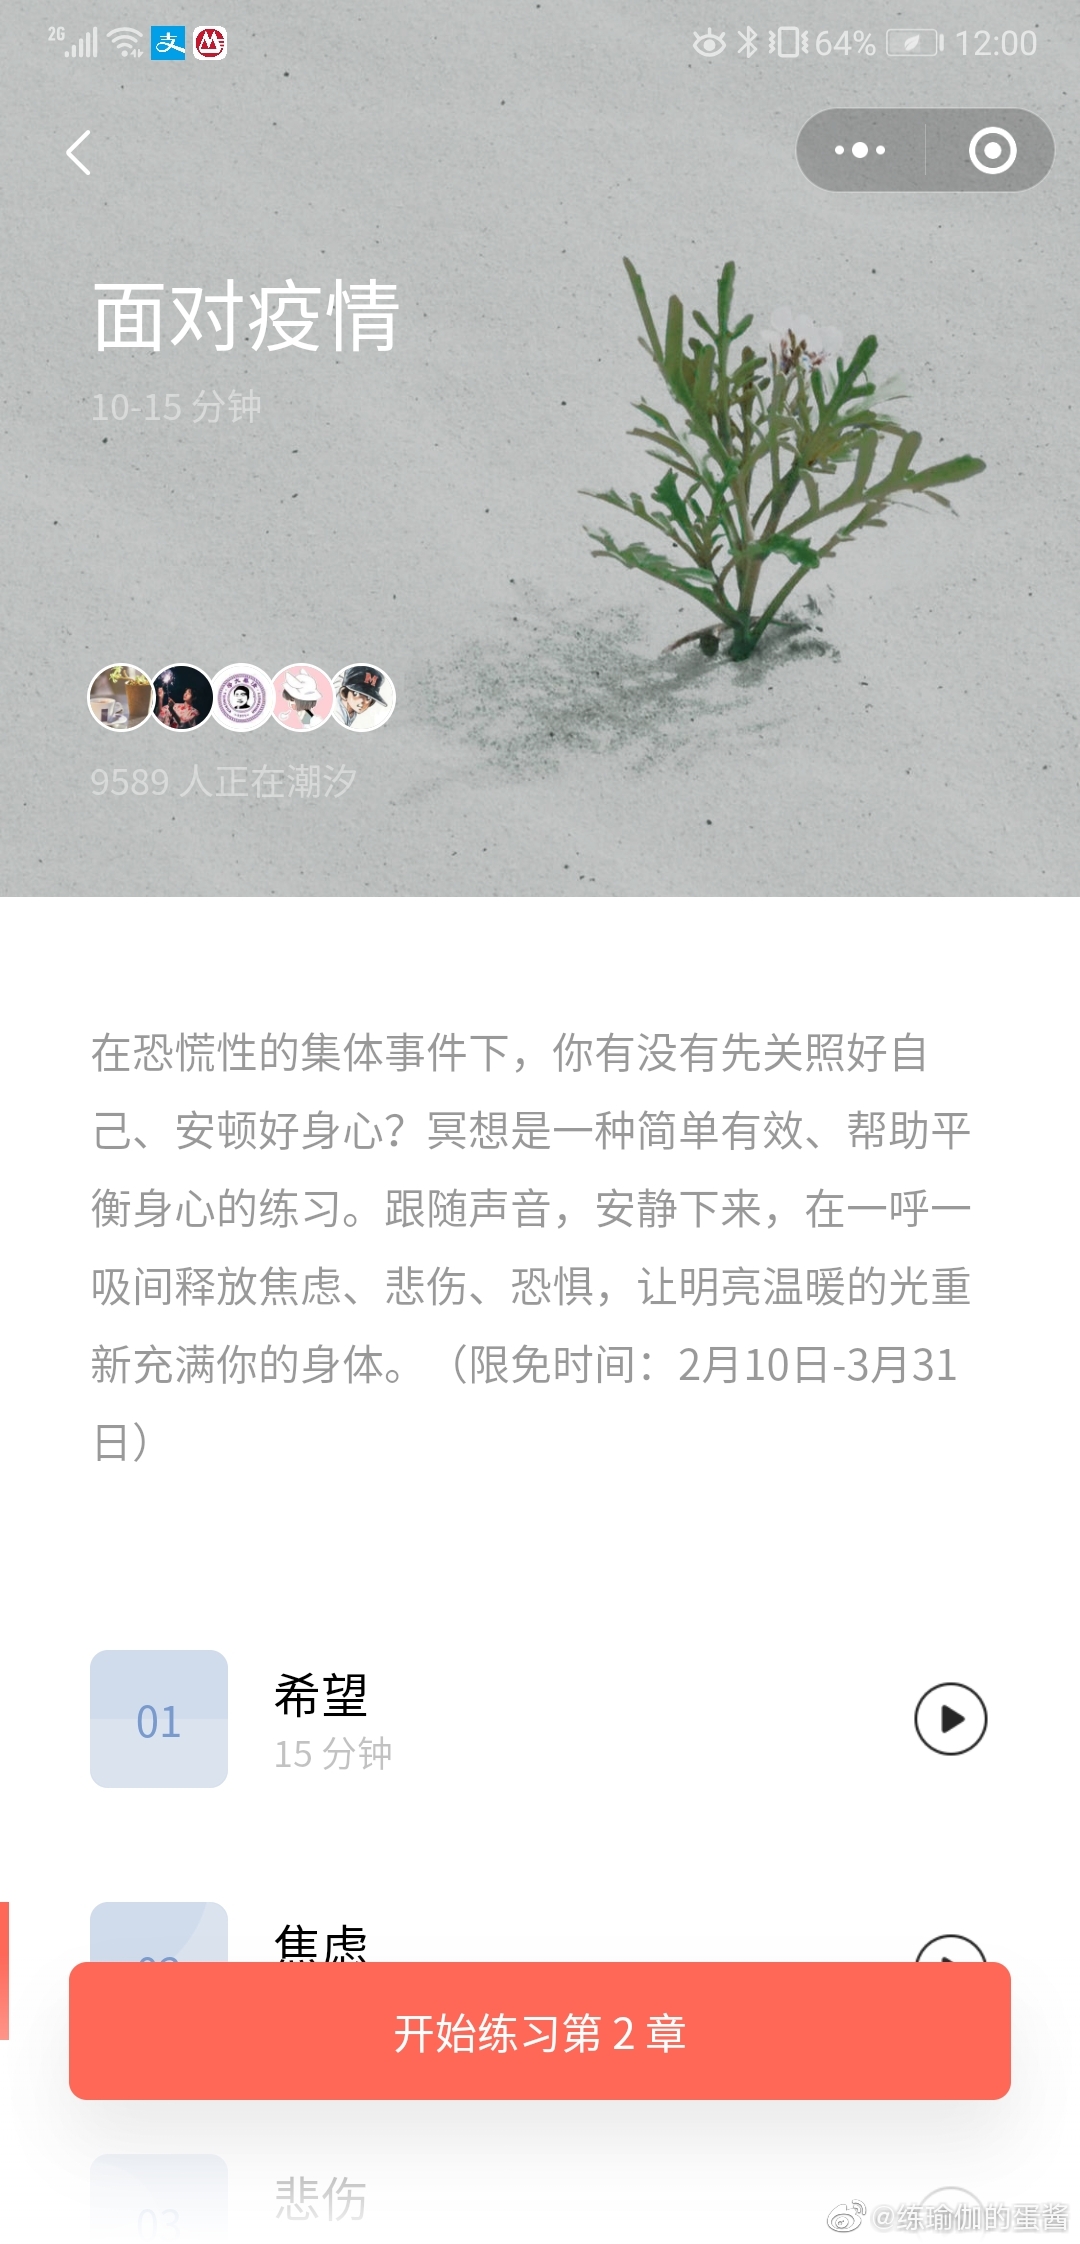 2G 64% 12:00
面对疫情
10-15 分钟
9589 人正在潮汐
在恐慌性的集体事件下，你有没有先关照好自
己、安顿好身心？冥想是一种简单有效、帮助平
衡身心的练习。跟随声音，安静下来，在一呼一
吸间释放焦虑、悲伤、恐惧，让明亮温暖的光重
新充满你的身体。（限免时间：2月10日-3月31
日）
01
希望
15 分钟
焦虑
开始练习第 2 章
03
悲伤
@练瑜伽的蛋酱